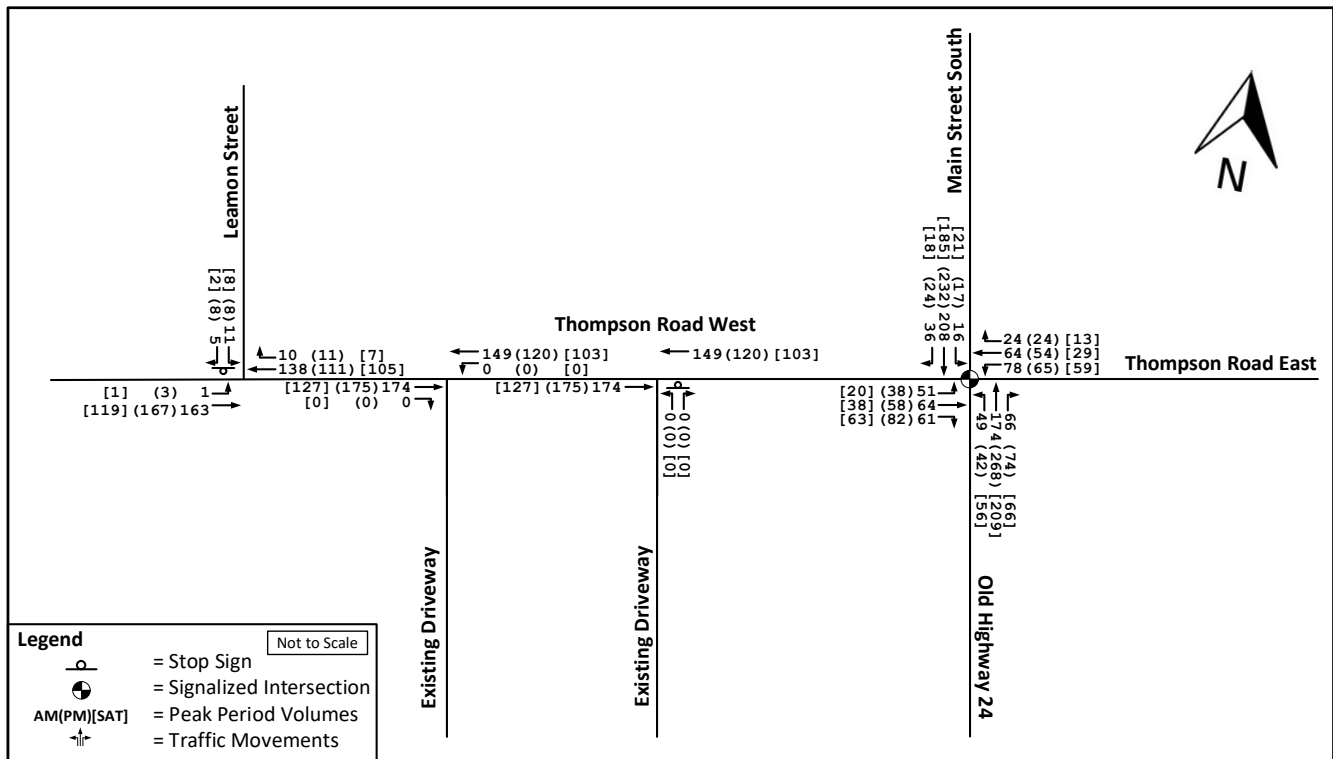 Main Street South
Leamon Street
N
[21] (17) 16
[185] (232) 208
[18] (24) 36
[8] (8) 11
[2] (8) 5
Thompson Road West
24 (24) [13]
64 (54) [29]
78 (65) [59]
Thompson Road East
10 (11) [7]
138 (111) [105]
149 (120) [103]
0 (0) [0]
149 (120) [103]
[1] (3) 1
[119] (167) 163
[127] (175) 174
[0] (0) 0
[127] (175) 174
[20] (38) 51
[38] (58) 64
[63] (82) 61
0 (0) [0]
0 (0) [0]
66 (74) [66]
174 (268) [209]
49 (42) [56]
Existing Driveway
Existing Driveway
Old Highway 24
Legend
Not to Scale
= Stop Sign
= Signalized Intersection
AM(PM)[SAT] = Peak Period Volumes
= Traffic Movements